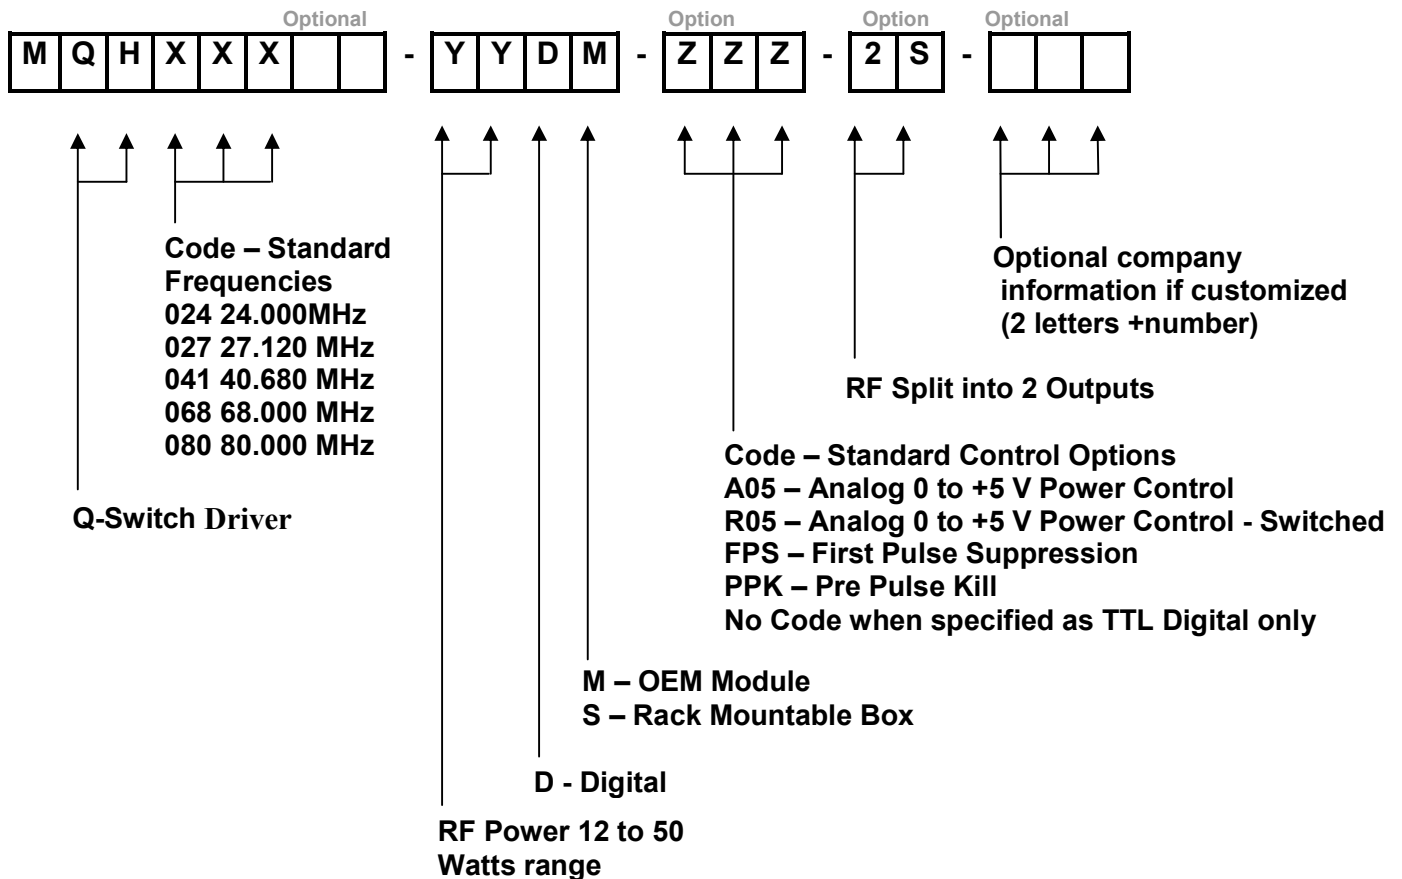 Optional Option Option Optional
M Q H X X X - Y Y D M - Z Z Z - 2 S -
Code – Standard
Frequencies
024 24.000MHz
027 27.120 MHz
041 40.680 MHz
068 68.000 MHz
080 80.000 MHz
Q-Switch Driver
Optional company
information if customized
(2 letters +number)
RF Split into 2 Outputs
Code – Standard Control Options
A05 – Analog 0 to +5 V Power Control
R05 – Analog 0 to +5 V Power Control - Switched
FPS – First Pulse Suppression
PPK – Pre Pulse Kill
No Code when specified as TTL Digital only
M – OEM Module
S – Rack Mountable Box
D - Digital
RF Power 12 to 50
Watts range